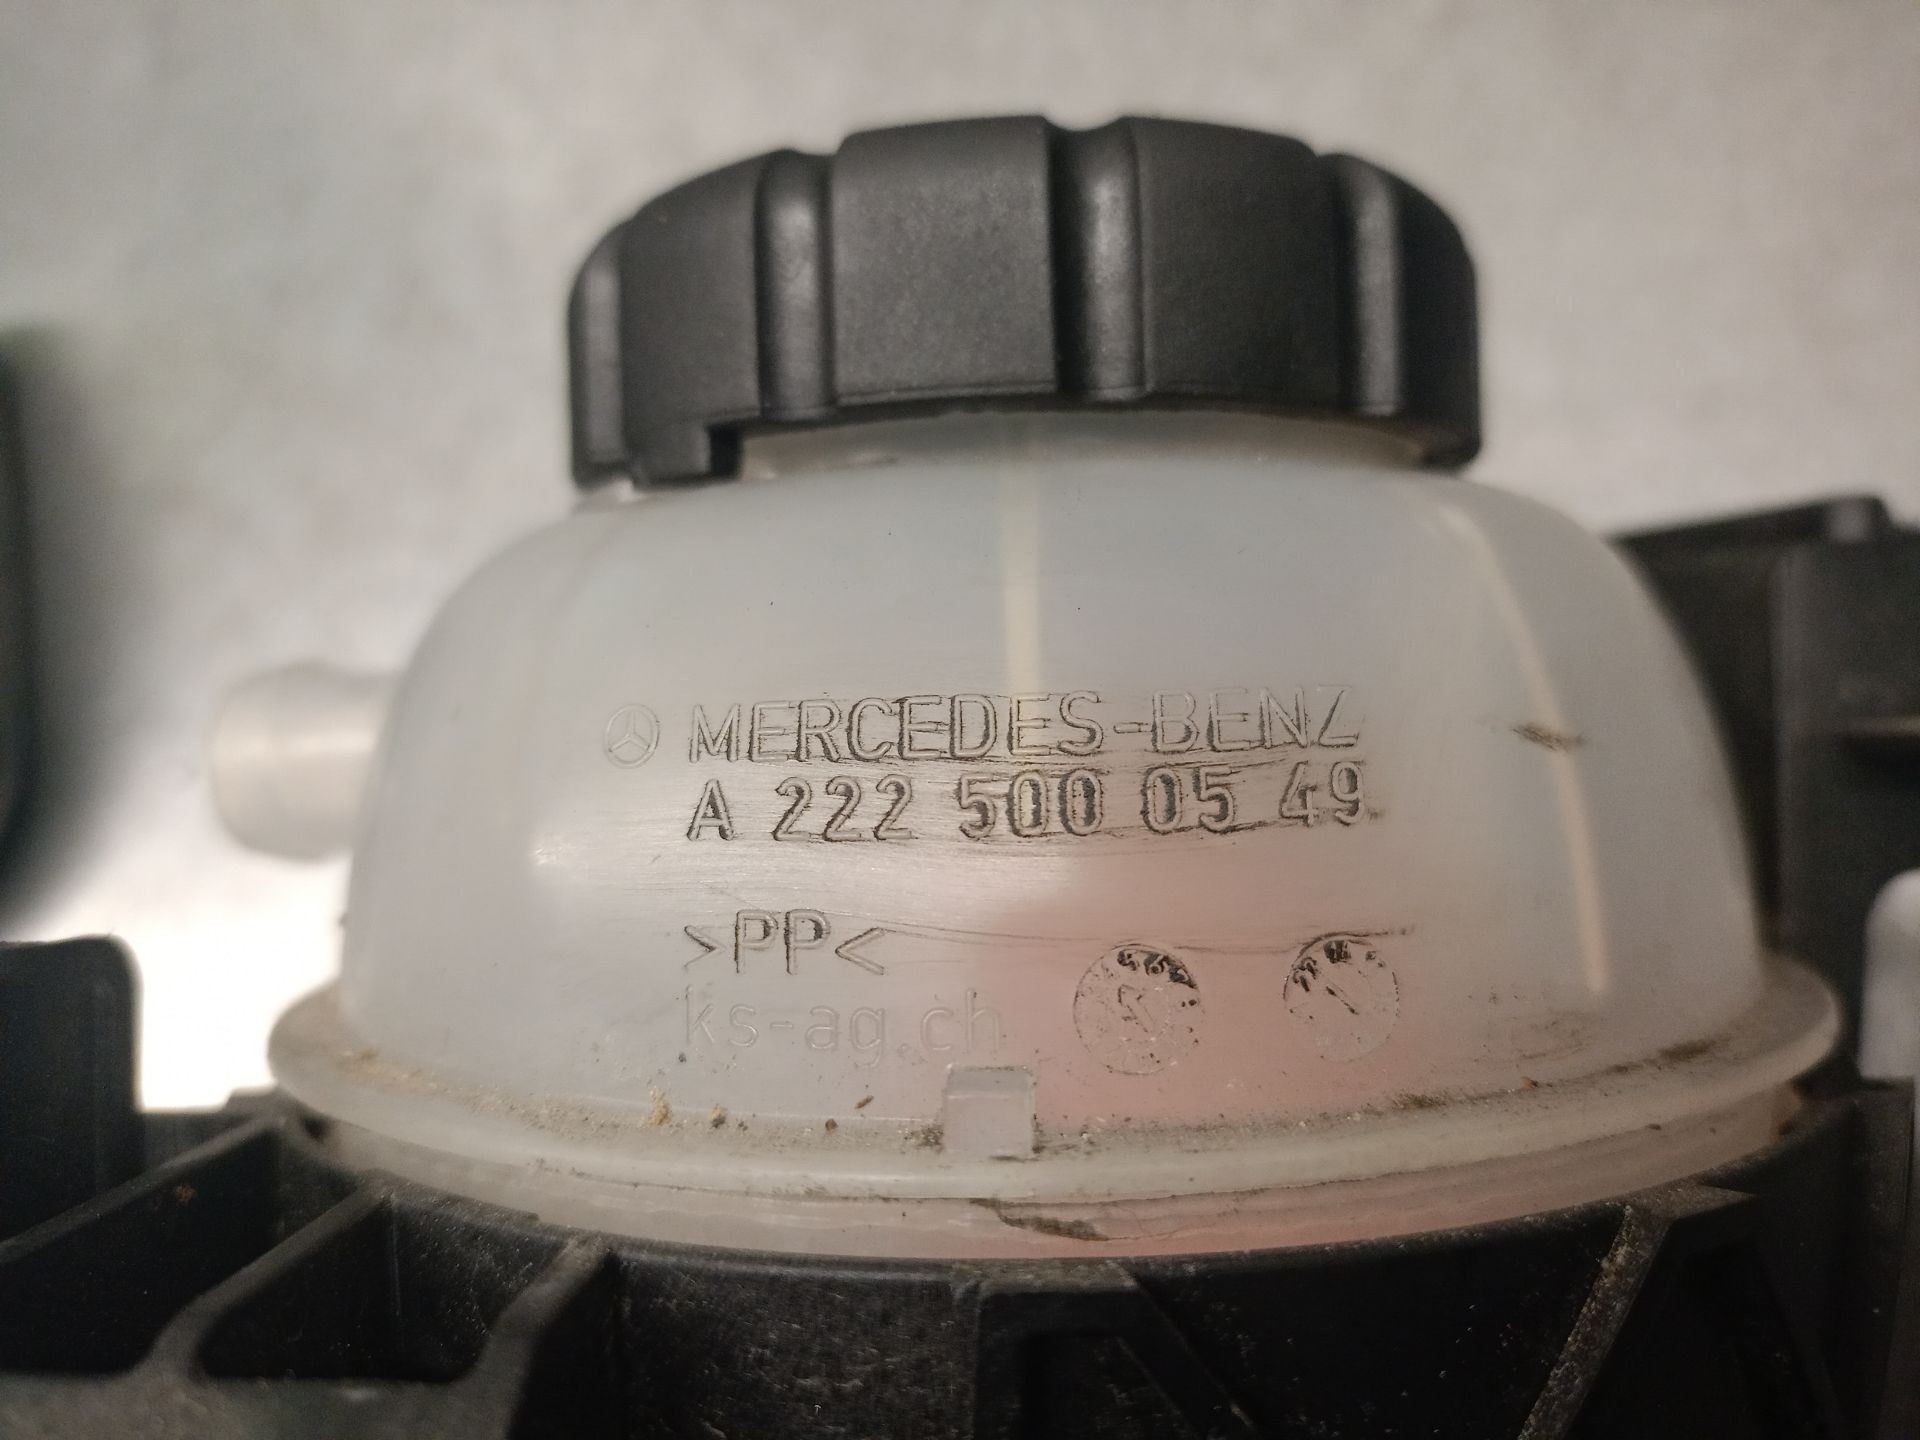 MERCEDES-BENZ
A 222 500 05 49
>PP<
ks-ag.ch